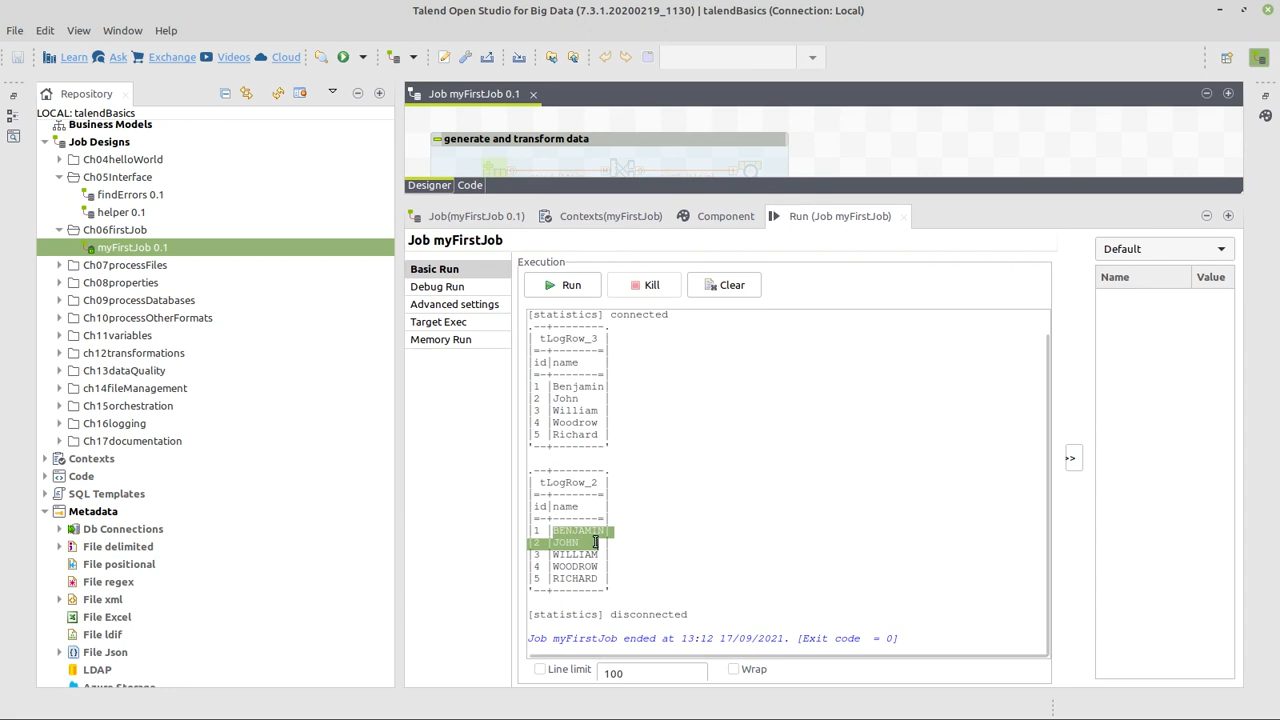 Talend Open Studio for Big Data (7.3.1.20200219_1130) | talendBasics (Connection: Local)
File Edit View Window Help
Learn Ask Exchange Videos Cloud
Repository
LOCAL: talendBasics
Business Models
Job Designs
Ch04helloWorld
Ch05Interface
findErrors 0.1
helper 0.1
Ch06firstJob
myFirstJob 0.1
Ch07processFiles
Ch08properties
Ch09processDatabases
Ch10processOtherFormats
Ch11variables
ch12transformations
Ch13dataQuality
ch14fileManagement
Ch15orchestration
Ch16logging
Ch17documentation
Contexts
Code
SQL Templates
Metadata
Db Connections
File delimited
File positional
File regex
File xml
File Excel
File ldif
File Json
LDAP
Azure Storage
Job myFirstJob 0.1
generate and transform data
Designer Code
Job(myFirstJob 0.1) Contexts(myFirstJob) Component Run (Job myFirstJob)
Job myFirstJob
Basic Run
Debug Run
Advanced settings
Target Exec
Memory Run
Execution
Run Kill Clear
[statistics] connected
.--+--------.
| tLogRow_3 |
|=-+-------=|
|id|name |
|=-+-------=|
|1 |Benjamin|
|2 |John |
|3 |William |
|4 |Woodrow |
|5 |Richard |
'--+--------'
.--+--------.
| tLogRow_2 |
|=-+-------=|
|id|name |
|=-+-------=|
|1 |BENJAMIN|
|2 |JOHN |
|3 |WILLIAM |
|4 |WOODROW |
|5 |RICHARD |
'--+--------'
[statistics] disconnected
Job myFirstJob ended at 13:12 17/09/2021. [Exit code = 0]
Line limit 100 Wrap
>>
Default
Name Value